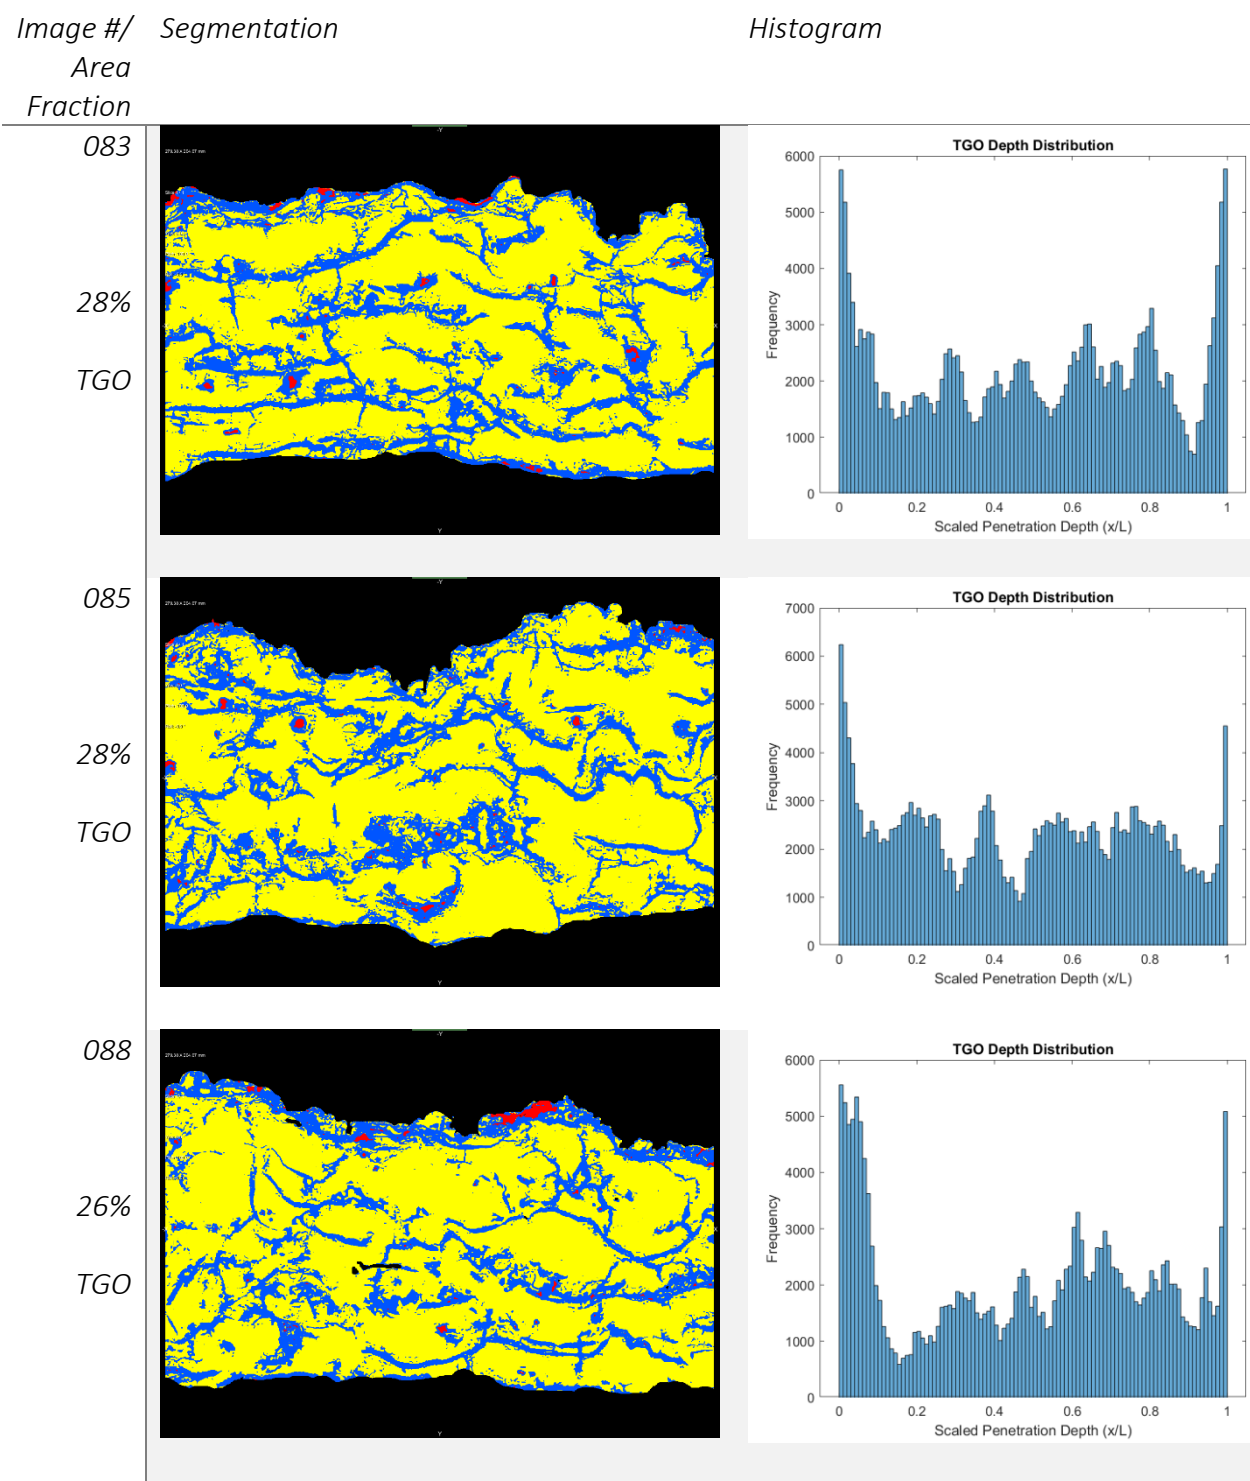 Image #/ Segmentation Histogram
Area
Fraction
083
28%
TGO
-Y
X
Y
TGO Depth Distribution
6000
5000
4000
3000
2000
1000
0
Frequency
0 0.2 0.4 0.6 0.8 1
Scaled Penetration Depth (x/L)
085
28%
TGO
-Y
X
Y
TGO Depth Distribution
7000
6000
5000
4000
3000
2000
1000
0
Frequency
0 0.2 0.4 0.6 0.8 1
Scaled Penetration Depth (x/L)
088
26%
TGO
-Y
X
Y
TGO Depth Distribution
6000
5000
4000
3000
2000
1000
0
Frequency
0 0.2 0.4 0.6 0.8 1
Scaled Penetration Depth (x/L)